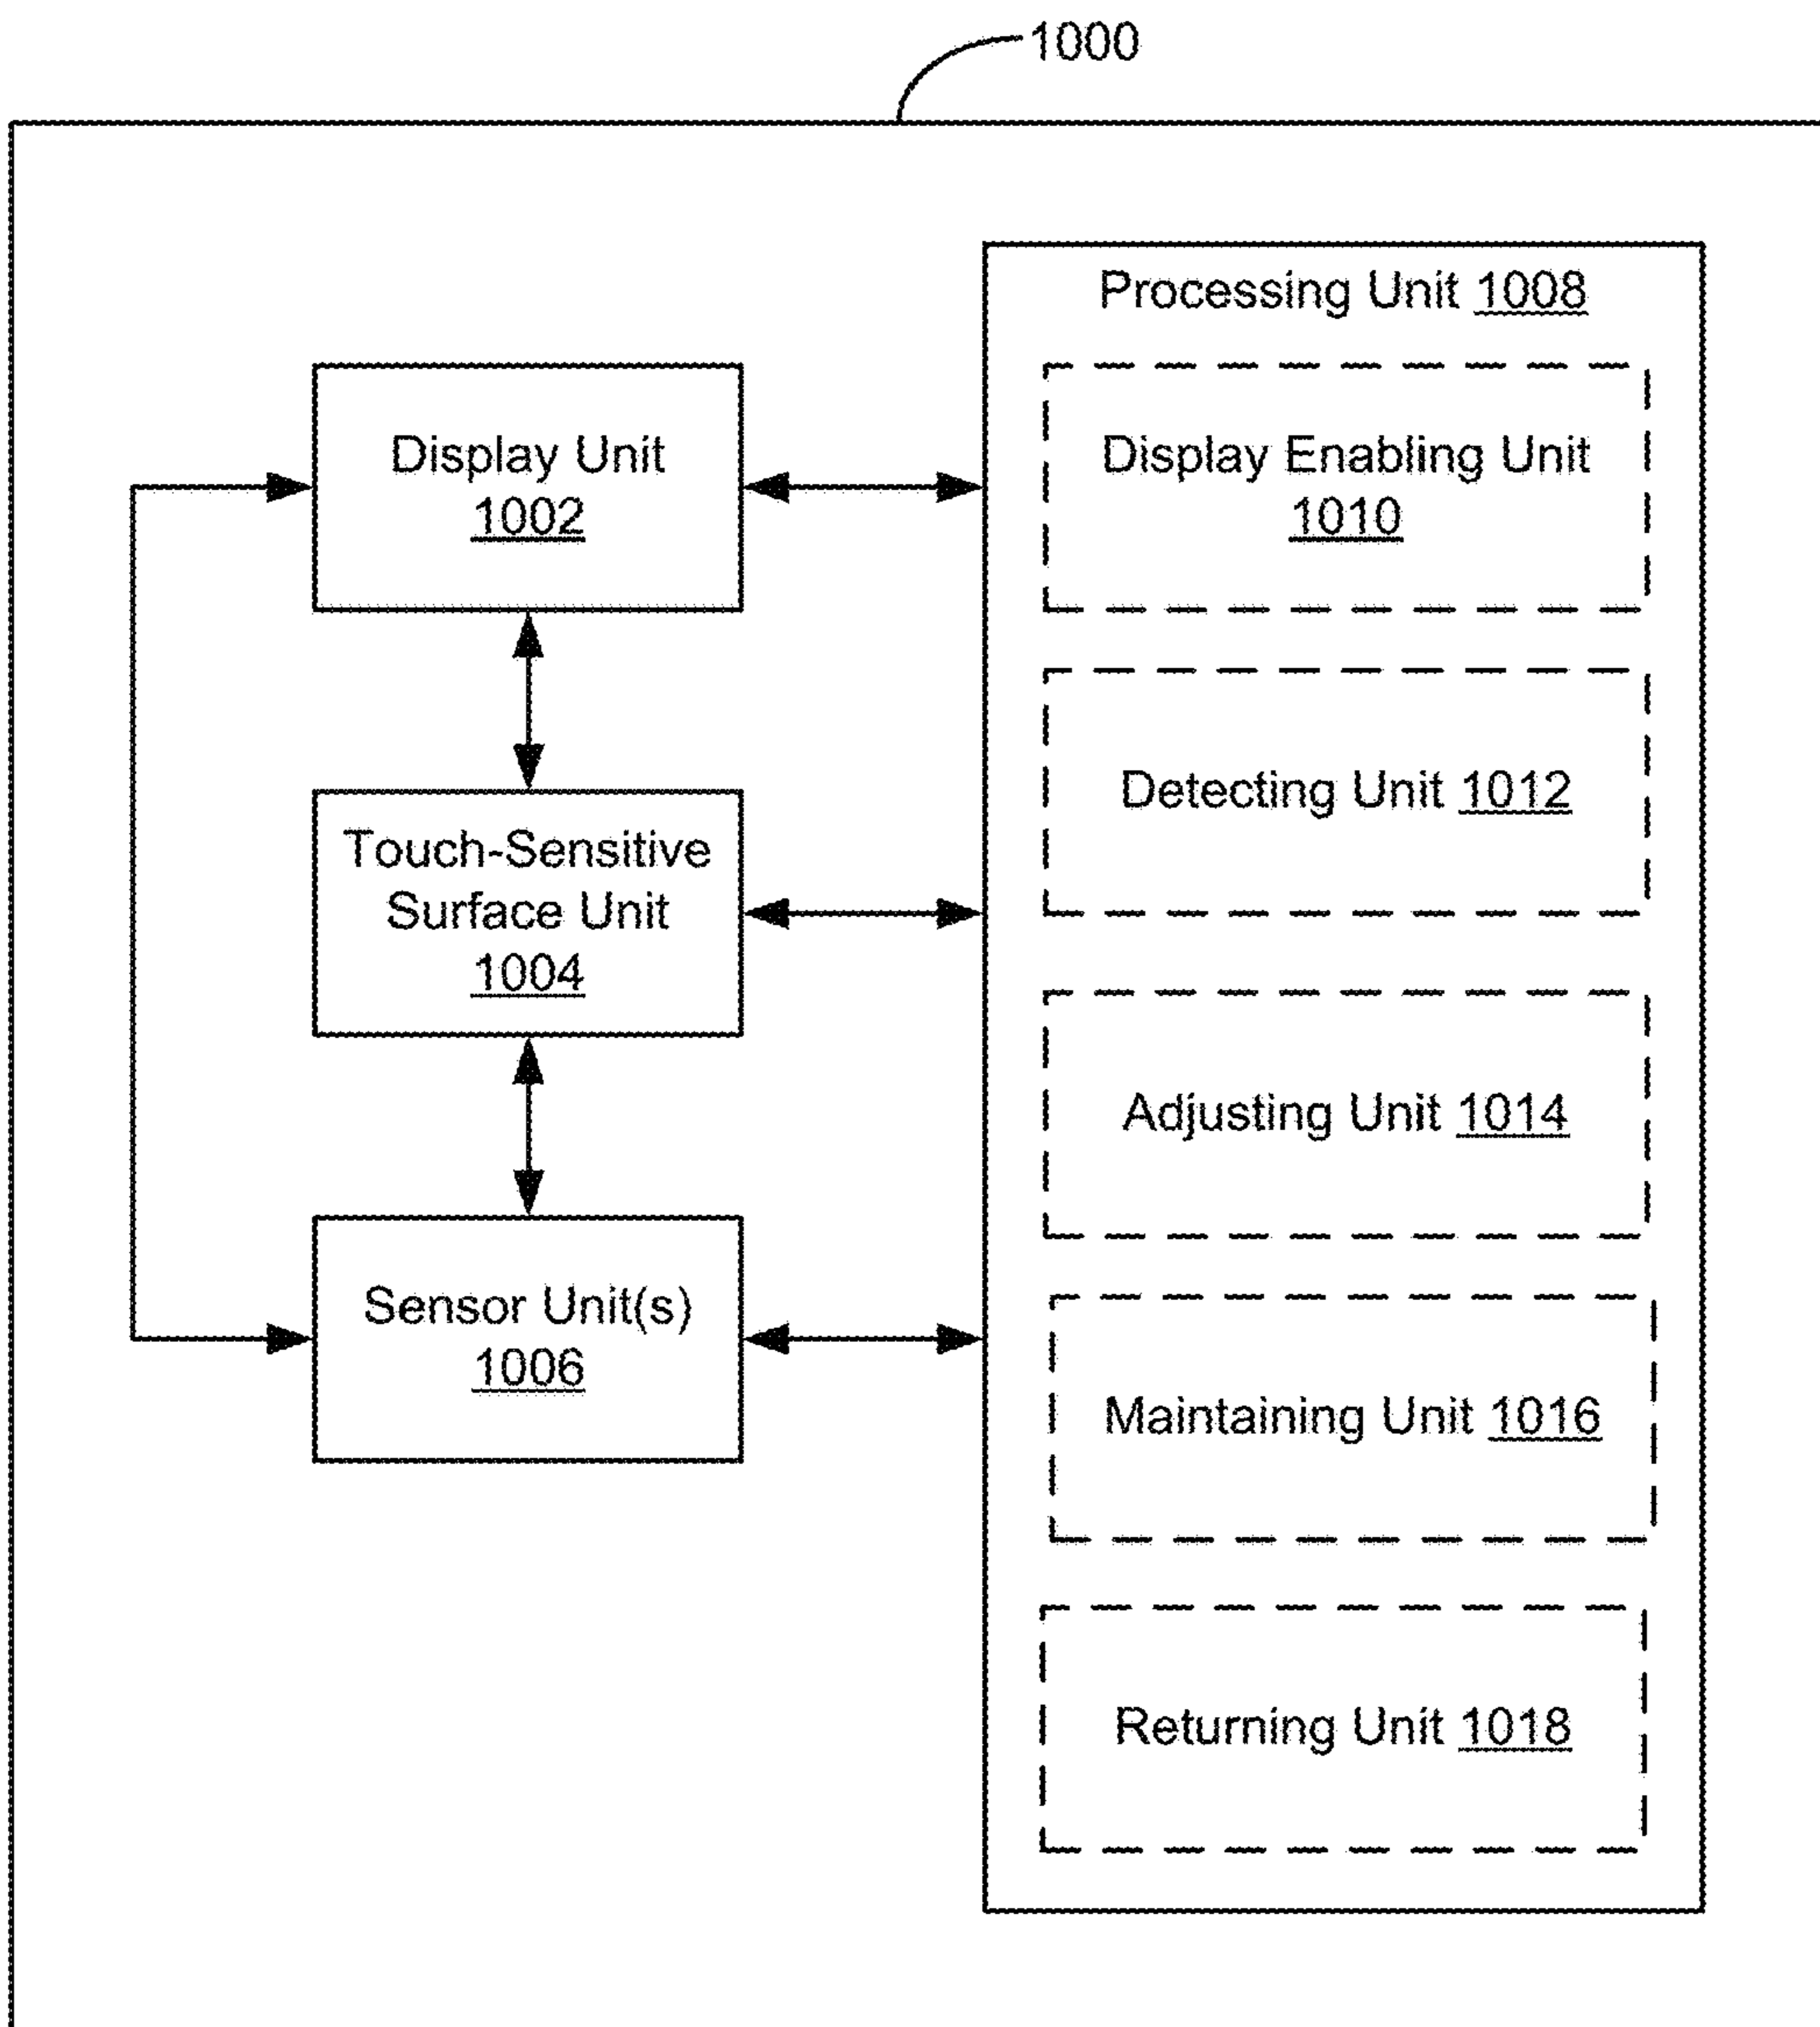 1000
Processing Unit 1008
Display Unit
1002
Touch-Sensitive
Surface Unit
1004
Sensor Unit(s)
1006
Display Enabling Unit
1010
Detecting Unit 1012
Adjusting Unit 1014
Maintaining Unit 1016
Returning Unit 1018